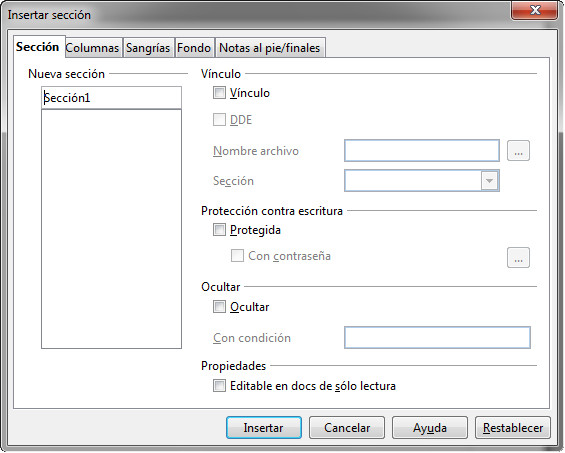 Insertar sección
Sección Columnas Sangrías Fondo Notas al pie/finales
Nueva sección
Sección1
Vínculo
Vínculo
DDE
Nombre archivo
...
Sección
Protección contra escritura
Protegida
Con contraseña
...
Ocultar
Ocultar
Con condición
Propiedades
Editable en docs de sólo lectura
Insertar Cancelar Ayuda Restablecer